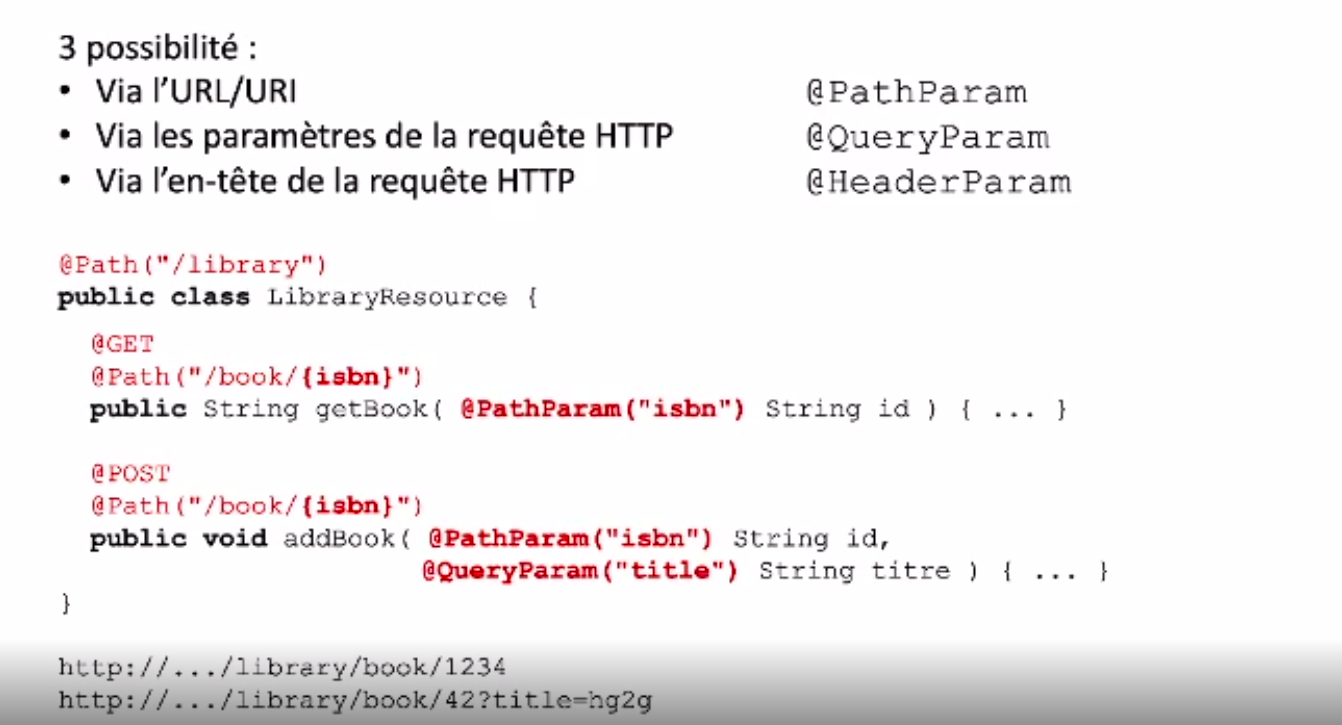 3 possibilité :
• Via l'URL/URI @PathParam
• Via les paramètres de la requête HTTP @QueryParam
• Via l'en-tête de la requête HTTP @HeaderParam
@Path("/library")
public class LibraryResource {
@GET
@Path("/book/{isbn}")
public String getBook( @PathParam("isbn") String id ) { ... }
@POST
@Path("/book/{isbn}")
public void addBook( @PathParam("isbn") String id,
@QueryParam("title") String titre ) { ... }
}
http://.../library/book/1234
http://.../library/book/42?title=hg2g